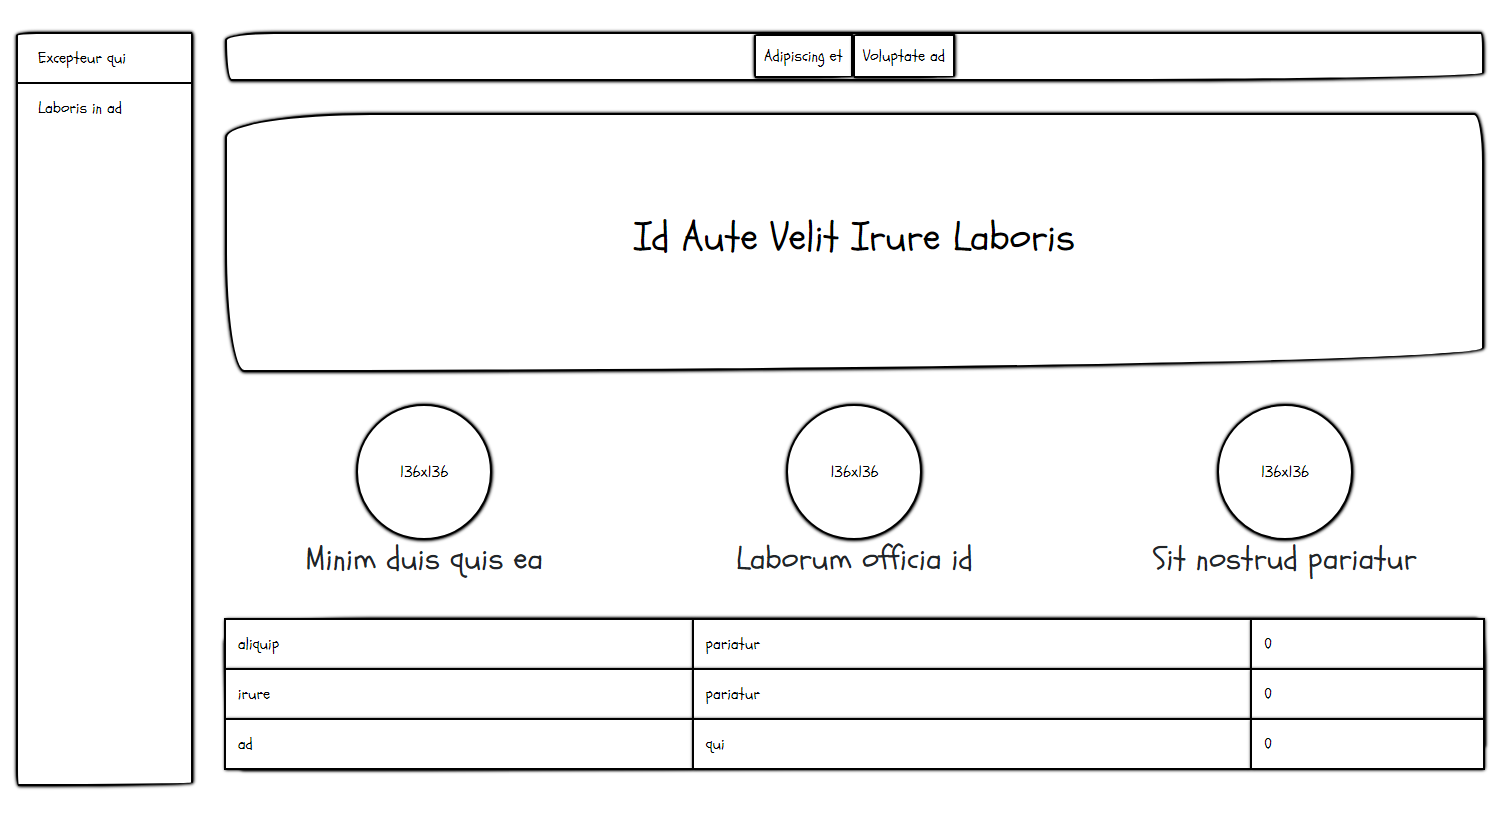 Excepteur qui
Laboris in ad
Adipiscing et
Voluptate ad
Id Aute Velit Irure Laboris
136x136
Minim duis quis ea
136x136
Laborum officia id
136x136
Sit nostrud pariatur
aliquip pariatur 0
irure pariatur 0
ad qui 0